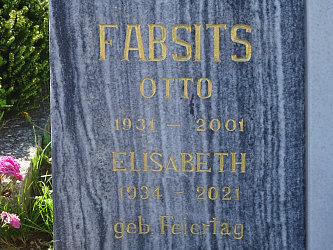 FABSITS
OTTO
1931 - 2001
ELISABETH
1934 - 2021
geb. Feiertag